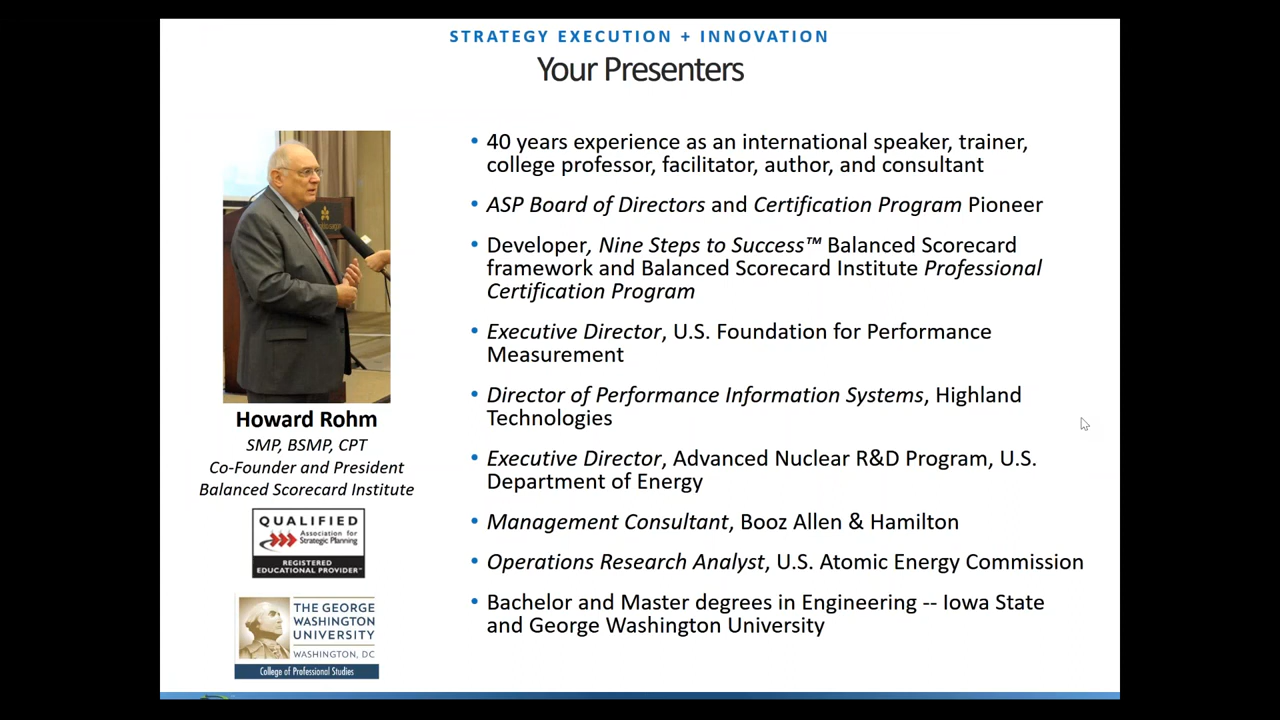 STRATEGY EXECUTION + INNOVATION
Your Presenters
• 40 years experience as an international speaker, trainer,
college professor, facilitator, author, and consultant
• ASP Board of Directors and Certification Program Pioneer
• Developer, Nine Steps to Success™ Balanced Scorecard
framework and Balanced Scorecard Institute Professional
Certification Program
• Executive Director, U.S. Foundation for Performance
Measurement
• Director of Performance Information Systems, Highland
Technologies
• Executive Director, Advanced Nuclear R&D Program, U.S.
Department of Energy
• Management Consultant, Booz Allen & Hamilton
• Operations Research Analyst, U.S. Atomic Energy Commission
• Bachelor and Master degrees in Engineering -- Iowa State
and George Washington University
Howard Rohm
SMP, BSMP, CPT
Co-Founder and President
Balanced Scorecard Institute
QUALIFIED
Association for
Strategic Planning
REGISTERED
EDUCATIONAL PROVIDER™
THE GEORGE
WASHINGTON
UNIVERSITY
WASHINGTON, DC
College of Professional Studies